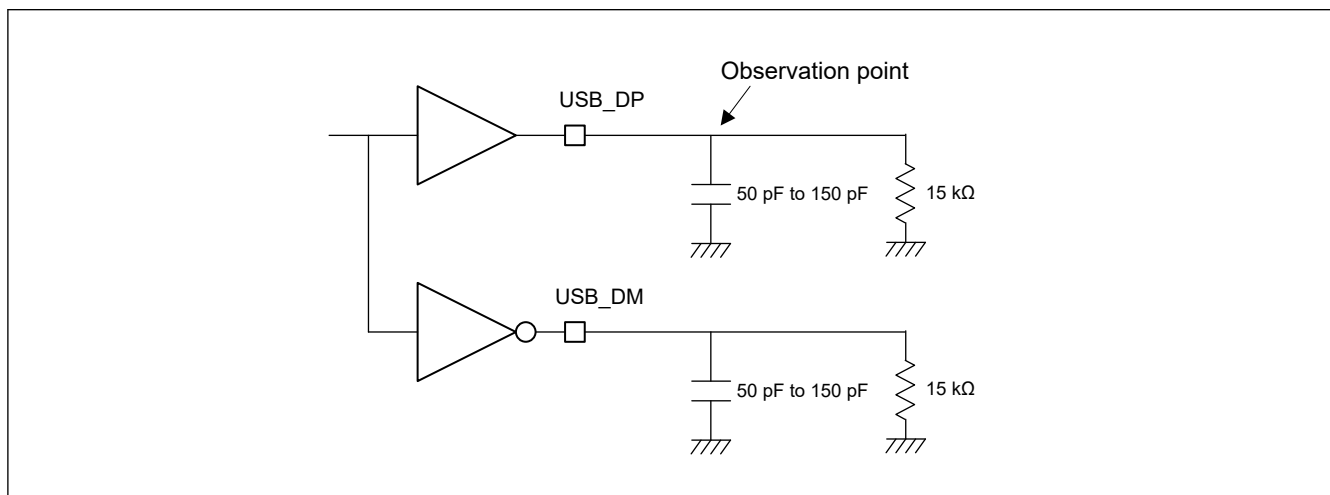 Observation point
USB_DP
50 pF to 150 pF
15 kΩ
USB_DM
50 pF to 150 pF
15 kΩ